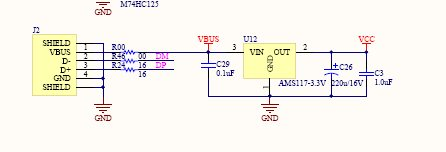 GND
M74HC125
J2
SHIELD
VBUS 1
D- 2
D+ 3
GND 4
SHIELD
R00
R46 00 DM
R24 16 DP
16
GND
VBUS
C29
0.1uF
U12
3 VIN OUT 2
GND
1
AMS117-3.3V
GND
VCC
C26
220u/16V
C3
1.0uF